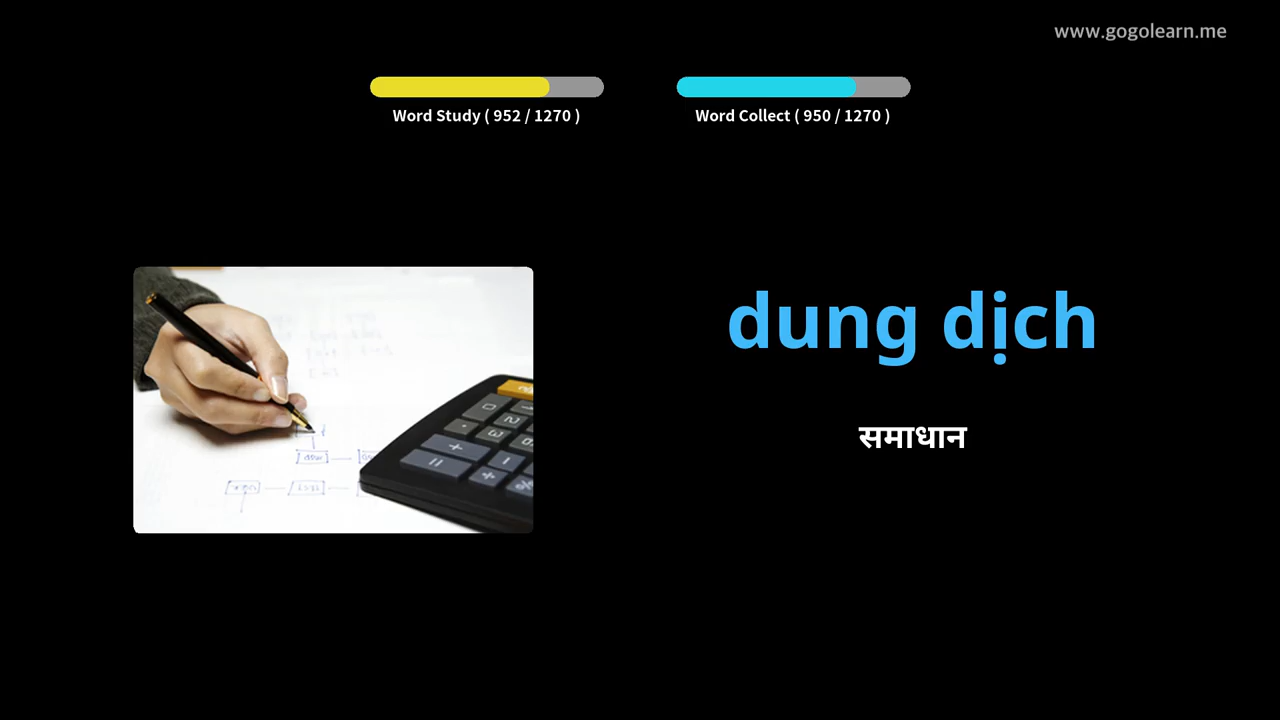 www.gogolearn.me
Word Study ( 952 / 1270 )
Word Collect ( 950 / 1270 )
dung dịch
समाधान